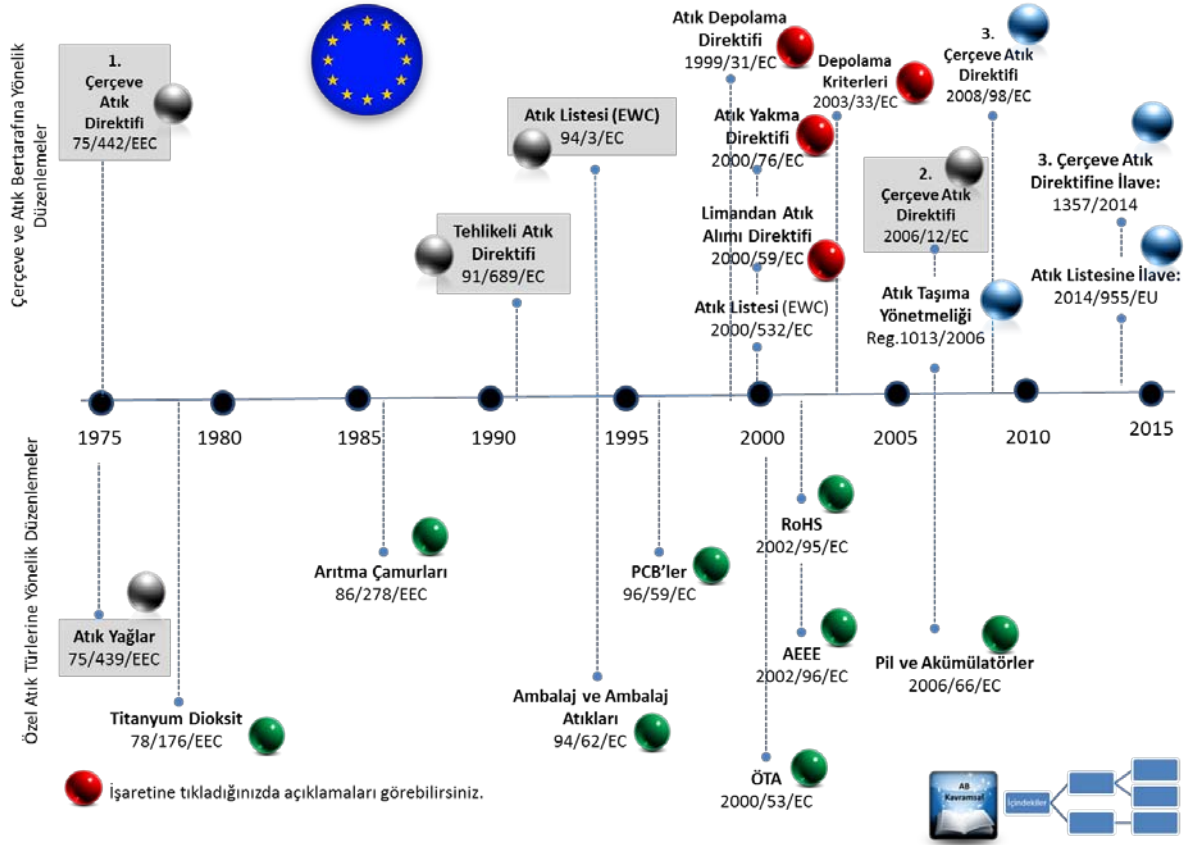 Çerçeve ve Atık Bertarafına Yönelik
Düzenlemeler
1.
Çerçeve
Atık
Direktifi
75/442/EEC
Tehlikeli Atık
Direktifi
91/689/EC
Atık Listesi (EWC)
94/3/EC
Atık Depolama
Direktifi
1999/31/EC
Atık Yakma
Direktifi
2000/76/EC
Limandan Atık
Alımı Direktifi
2000/59/EC
Atık Listesi (EWC)
2000/532/EC
Depolama
Kriterleri
2003/33/EC
2.
Çerçeve Atık
Direktifi
2006/12/EC
Atık Taşıma
Yönetmeliği
Reg.1013/2006
3.
Çerçeve Atık
Direktifi
2008/98/EC
3. Çerçeve Atık
Direktifine İlave:
1357/2014
Atık Listesine İlave:
2014/955/EU
1975
1980
1985
1990
1995
2000
2005
2010
2015
Özel Atık Türlerine Yönelik Düzenlemeler
Atık Yağlar
75/439/EEC
Titanyum Dioksit
78/176/EEC
Arıtma Çamurları
86/278/EEC
Ambalaj ve Ambalaj
Atıkları
94/62/EC
PCB'ler
96/59/EC
RoHS
2002/95/EC
AEEE
2002/96/EC
ÖTA
2000/53/EC
Pil ve Akümülatörler
2006/66/EC
İşaretine tıkladığınızda açıklamaları görebilirsiniz.
AB
Kavramsal
İçindekiler